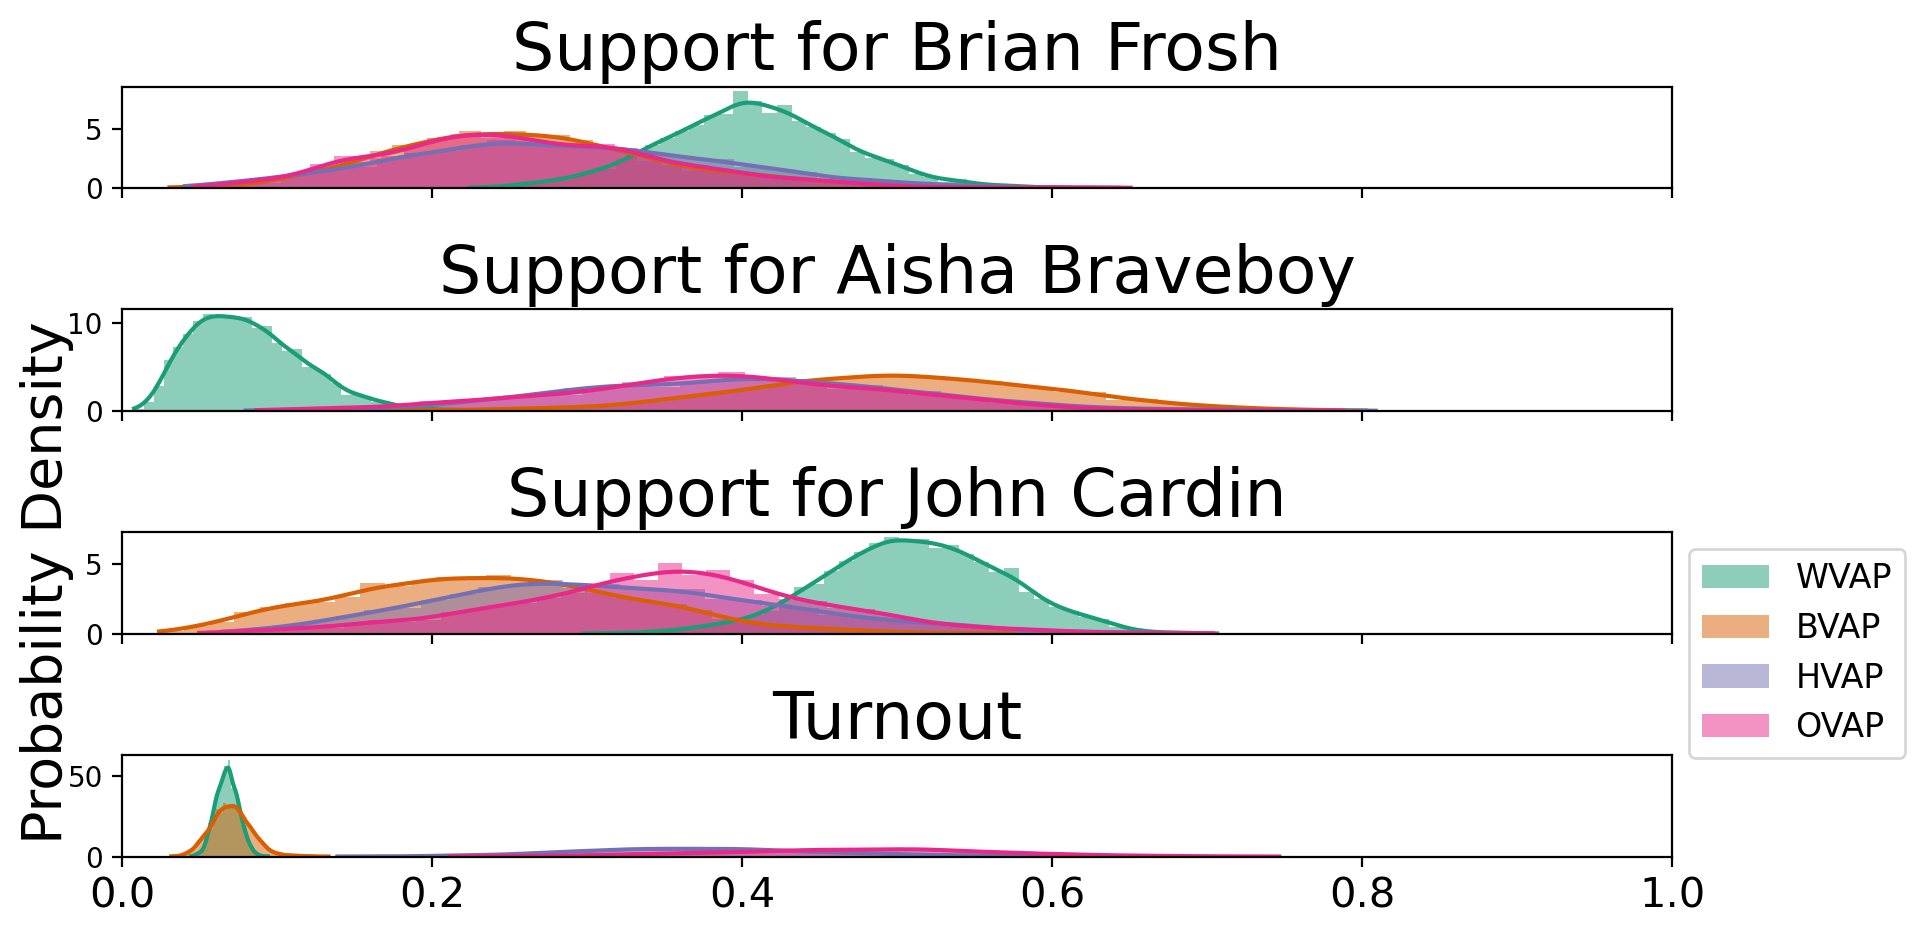 Support for Brian Frosh
5
0
Support for Aisha Braveboy
10
0
Support for John Cardin
5
0
Turnout
50
0
0.0 0.2 0.4 0.6 0.8 1.0
Probability Density
WVAP
BVAP
HVAP
OVAP